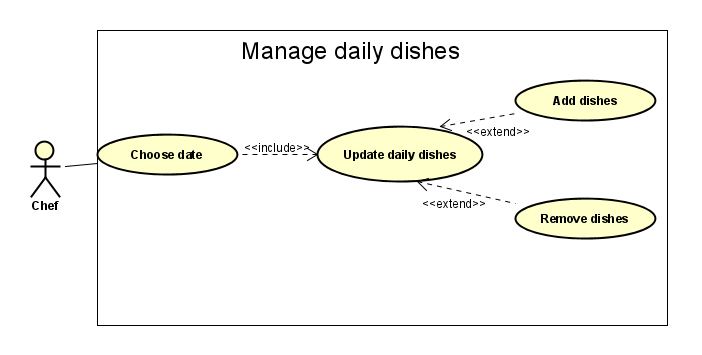 Manage daily dishes
Add dishes
<<extend>>
Choose date
<<include>>
Update daily dishes
Chef
<<extend>>
Remove dishes